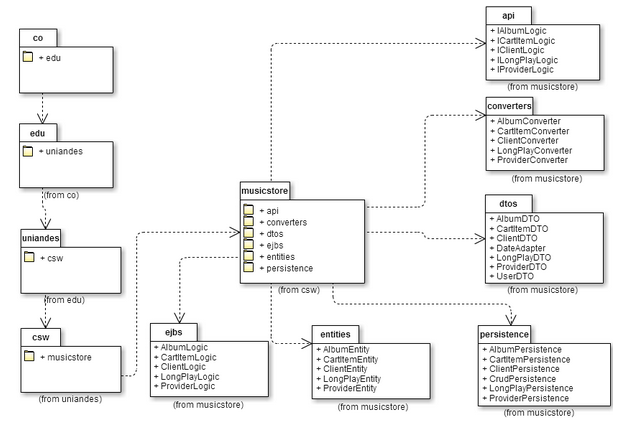 co
+ edu
edu
+ uniandes
(from co)
uniandes
+ csw
(from edu)
csw
+ musicstore
(from uniandes)
musicstore
+ api
+ converters
+ dtos
+ ejbs
+ entities
+ persistence
(from csw)
ejbs
+ AlbumLogic
+ CartItemLogic
+ ClientLogic
+ LongPlayLogic
+ ProviderLogic
(from musicstore)
entities
+ AlbumEntity
+ CartItemEntity
+ ClientEntity
+ LongPlayEntity
+ ProviderEntity
(from musicstore)
api
+ IAlbumLogic
+ ICartItemLogic
+ IClientLogic
+ ILongPlayLogic
+ IProviderLogic
(from musicstore)
converters
+ AlbumConverter
+ CartItemConverter
+ ClientConverter
+ LongPlayConverter
+ ProviderConverter
(from musicstore)
dtos
+ AlbumDTO
+ CartItemDTO
+ ClientDTO
+ DateAdapter
+ LongPlayDTO
+ ProviderDTO
+ UserDTO
(from musicstore)
persistence
+ AlbumPersistence
+ CartItemPersistence
+ ClientPersistence
+ CrudPersistence
+ LongPlayPersistence
+ ProviderPersistence
(from musicstore)